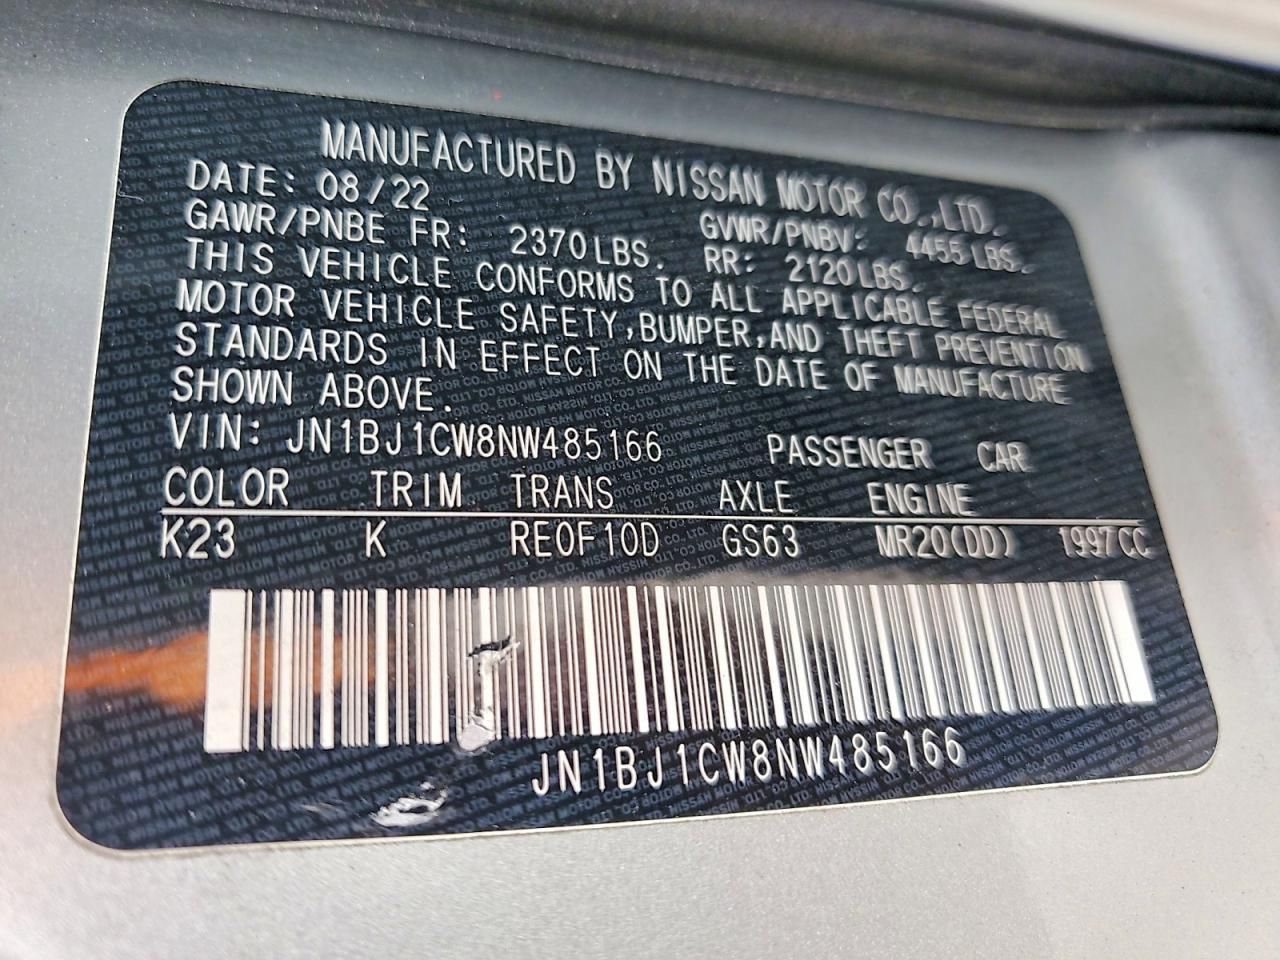 MANUFACTURED BY NISSAN MOTOR CO.,LTD.
DATE: 08/22
GVWR/PNBV: 4455 LBS.
GAWR/PNBE FR: 2370 LBS. RR: 2120 LBS.
THIS VEHICLE CONFORMS TO ALL APPLICABLE FEDERAL
MOTOR VEHICLE SAFETY,BUMPER,AND THEFT PREVENTION
STANDARDS IN EFFECT ON THE DATE OF MANUFACTURE
SHOWN ABOVE.
VIN: JN1BJ1CW8NW485166 PASSENGER CAR
COLOR TRIM TRANS AXLE ENGINE
K23 K RE0F10D GS63 MR20(DD) 1997CC
JN1BJ1CW8NW485166